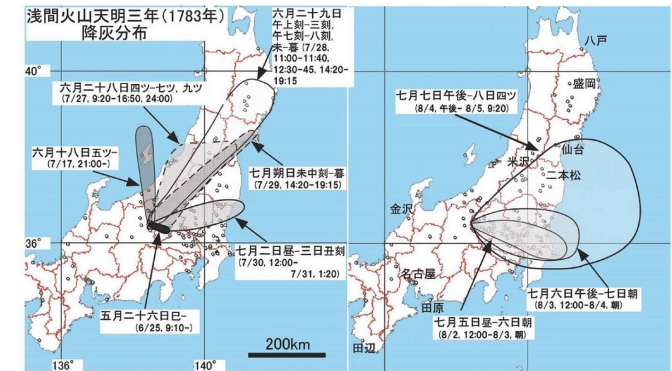 浅間火山天明三年(1783年)
降灰分布
六月二十九日
午上刻-三刻,
午七刻-八刻,
未-暮 (7/28,
11:00-11:40,
12:30-45, 14:20-
19:15
六月二十八日四ツ-七ツ, 九ツ
(7/27, 9:20-16:50, 24:00)
六月十八日五ツ-
(7/17, 21:00-)
七月朔日未中刻-暮
(7/29, 14:20-19:15)
七月二日昼-三日丑刻
(7/30, 12:00-
7/31, 1:20)
五月二十六日巳-
(6/25, 9:10-)
40°
36°
136°
140°
200km
八戸
盛岡
七月七日午後-八日四ツ
(8/4, 午後- 8/5, 9:20)
仙台
米沢
二本松
金沢
名古屋
田原
田辺
七月六日午後-七日朝
(8/3, 12:00-8/4, 朝)
七月五日昼-六日朝
(8/2, 12:00-8/3, 朝)